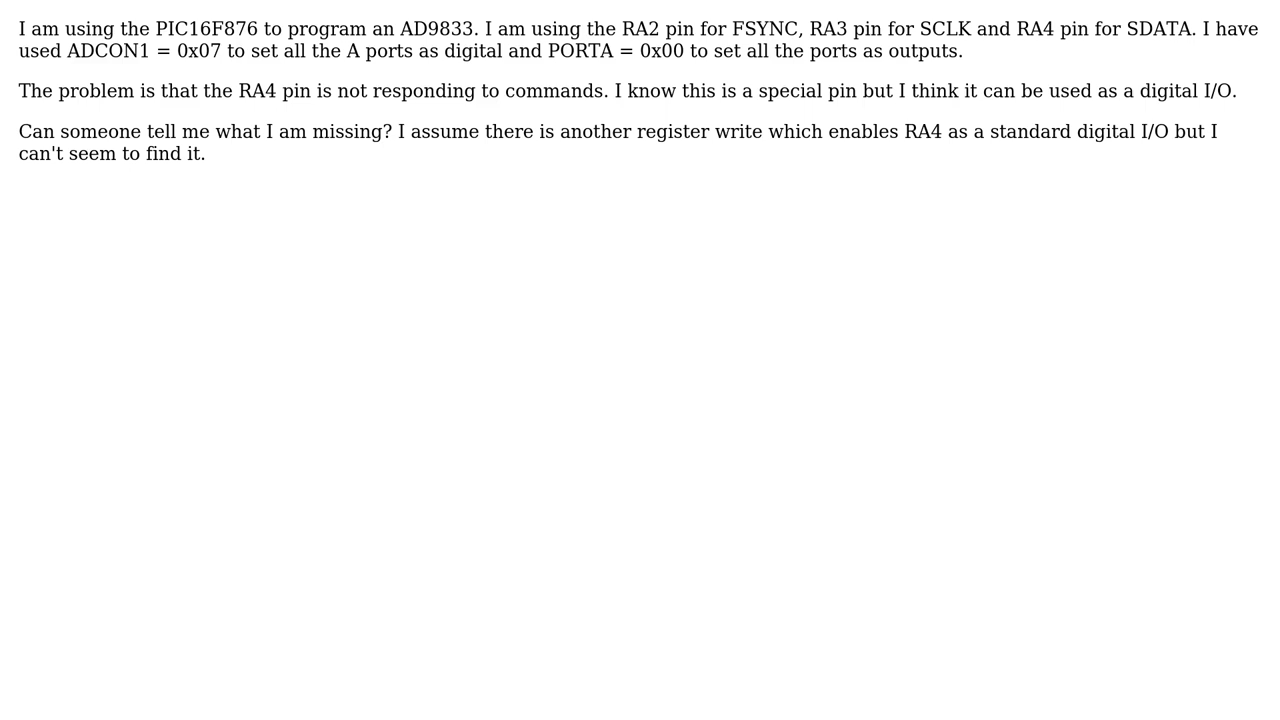 I am using the PIC16F876 to program an AD9833. I am using the RA2 pin for FSYNC, RA3 pin for SCLK and RA4 pin for SDATA. I have
used ADCON1 = 0x07 to set all the A ports as digital and PORTA = 0x00 to set all the ports as outputs.
The problem is that the RA4 pin is not responding to commands. I know this is a special pin but I think it can be used as a digital I/O.
Can someone tell me what I am missing? I assume there is another register write which enables RA4 as a standard digital I/O but I
can't seem to find it.